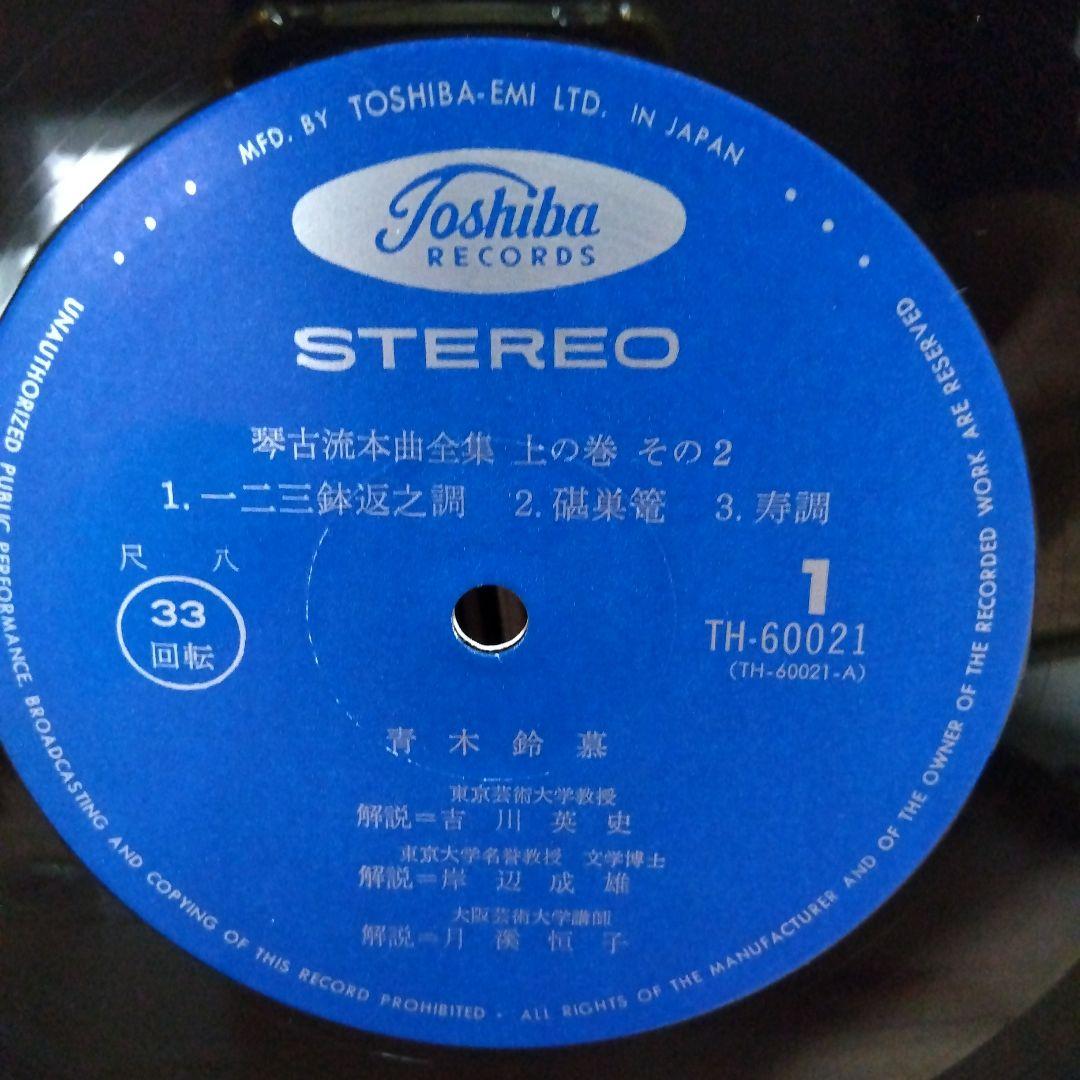 MFD. BY TOSHIBA-EMI LTD. IN JAPAN
Toshiba
RECORDS
STEREO
琴古流本曲全集 上の巻 その2
1. 一二三鉢返之調 2. 碪巣篭 3. 寿調
尺 八
33
回転
1
TH-60021
(TH-60021-A)
青木鈴慕
東京芸術大学教授
解説=吉川英史
東京大学名誉教授 文学博士
解説=岸辺成雄
大阪芸術大学講師
解説=月溪恒子
UNAUTHORIZED PUBLIC PERFORMANCE, BROADCASTING AND COPYING OF THIS RECORD PROHIBITED · ALL RIGHTS OF THE MANUFACTURER AND OF THE OWNER OF THE RECORDED WORK ARE RESERVED